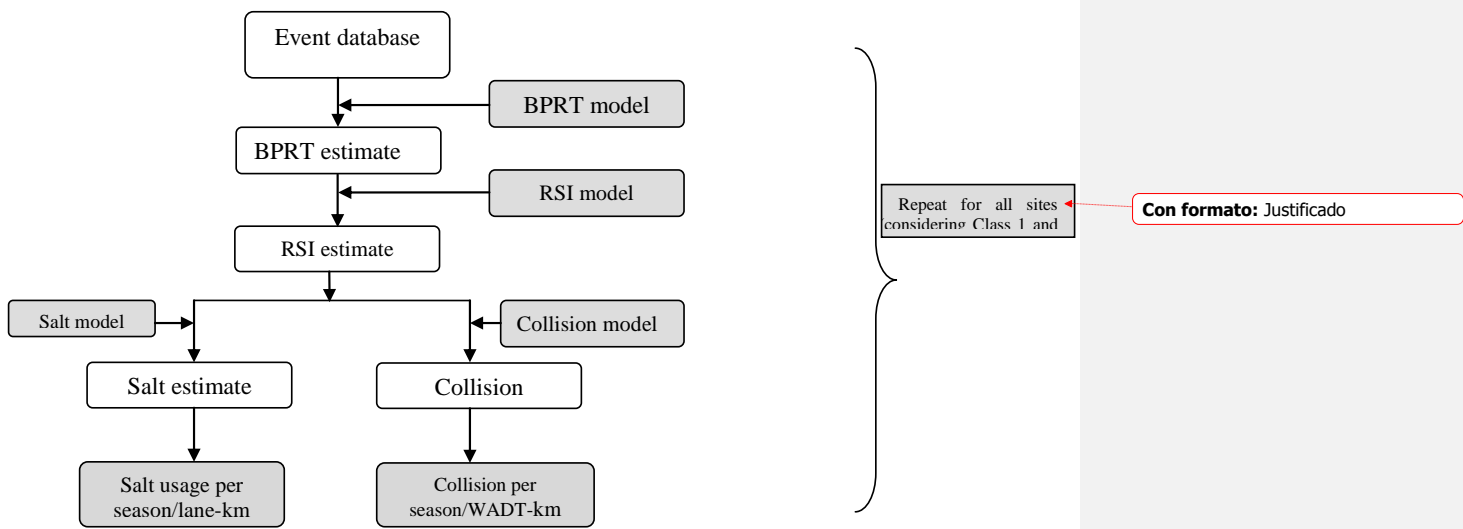 Event database
BPRT model
BPRT estimate
RSI model
Repeat for all sites
(considering Class 1 and
Con formato: Justificado
RSI estimate
Salt model
Collision model
Salt estimate
Collision
Salt usage per
season/lane-km
Collision per
season/WADT-km